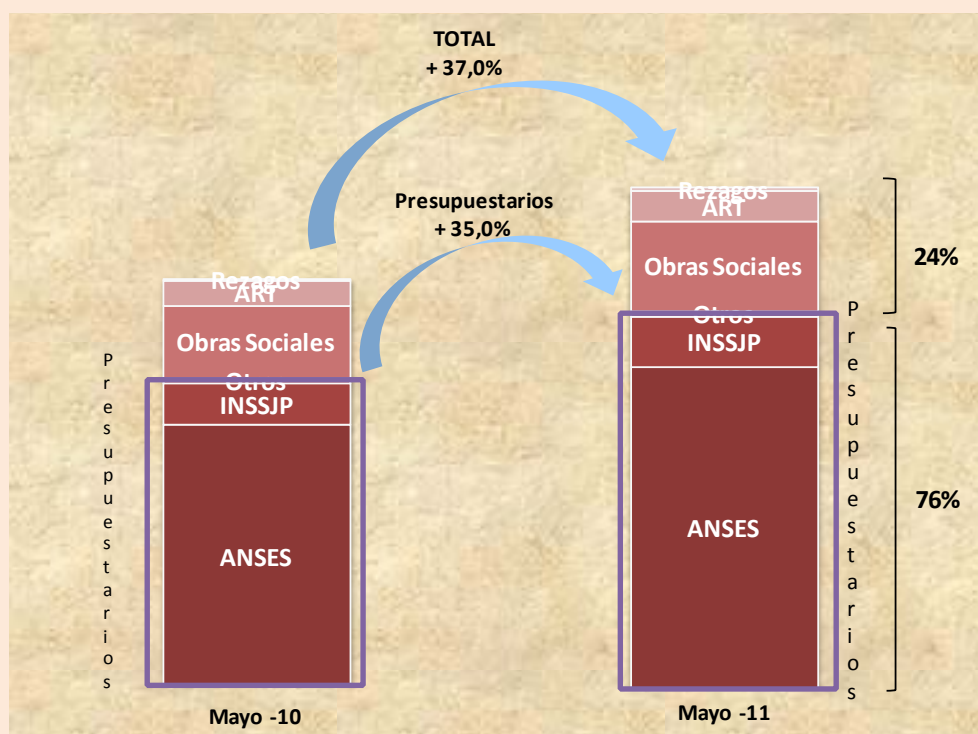 TOTAL
+ 37,0%
Presupuestarios
+ 35,0%
Rezagos
ART
Obras Sociales
Otros
INSSJP
ANSES
Presupuestarios
Mayo -10
Rezagos
ART
Obras Sociales
Otros
INSSJP
ANSES
Presupuestarios
24%
76%
Mayo -11